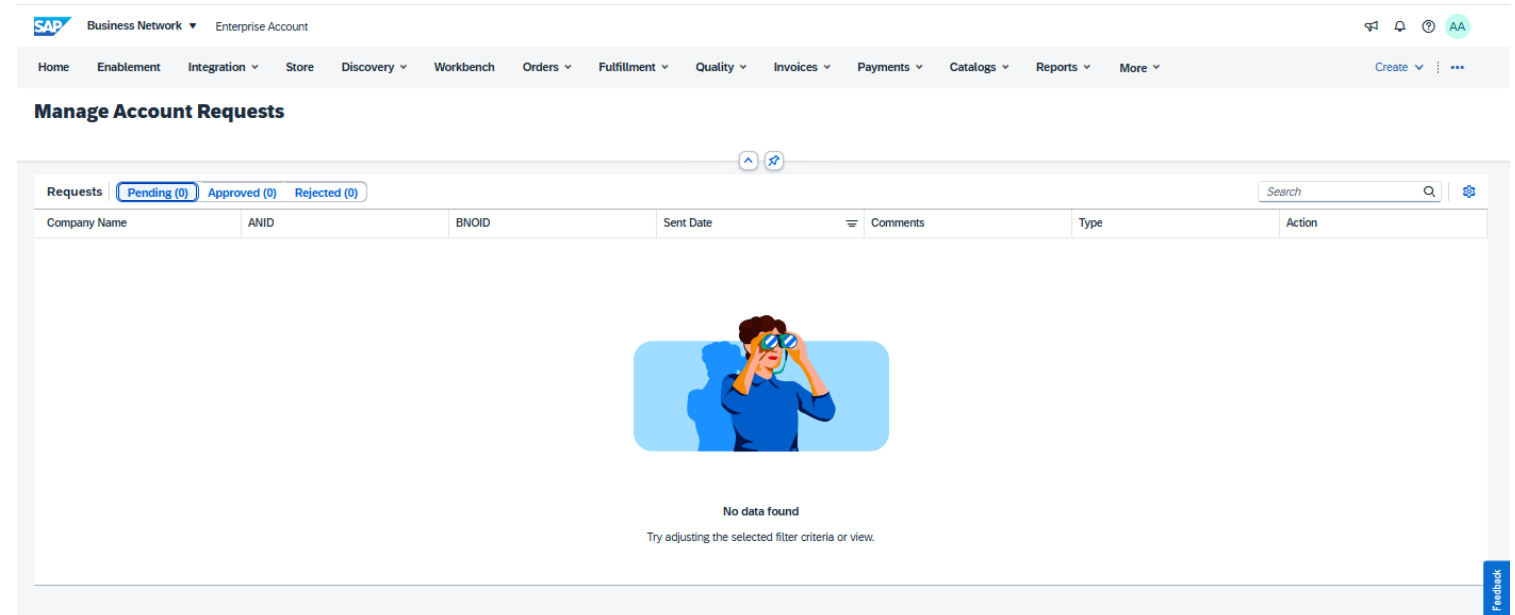 SAP Business Network ▼ Enterprise Account AA
Home Enablement Integration Store Discovery Workbench Orders Fulfillment Quality Invoices Payments Catalogs Reports More Create
Manage Account Requests
Requests Pending (0) Approved (0) Rejected (0) Search
Company Name ANID BNOID Sent Date Comments Type Action
No data found
Try adjusting the selected filter criteria or view.
Feedback